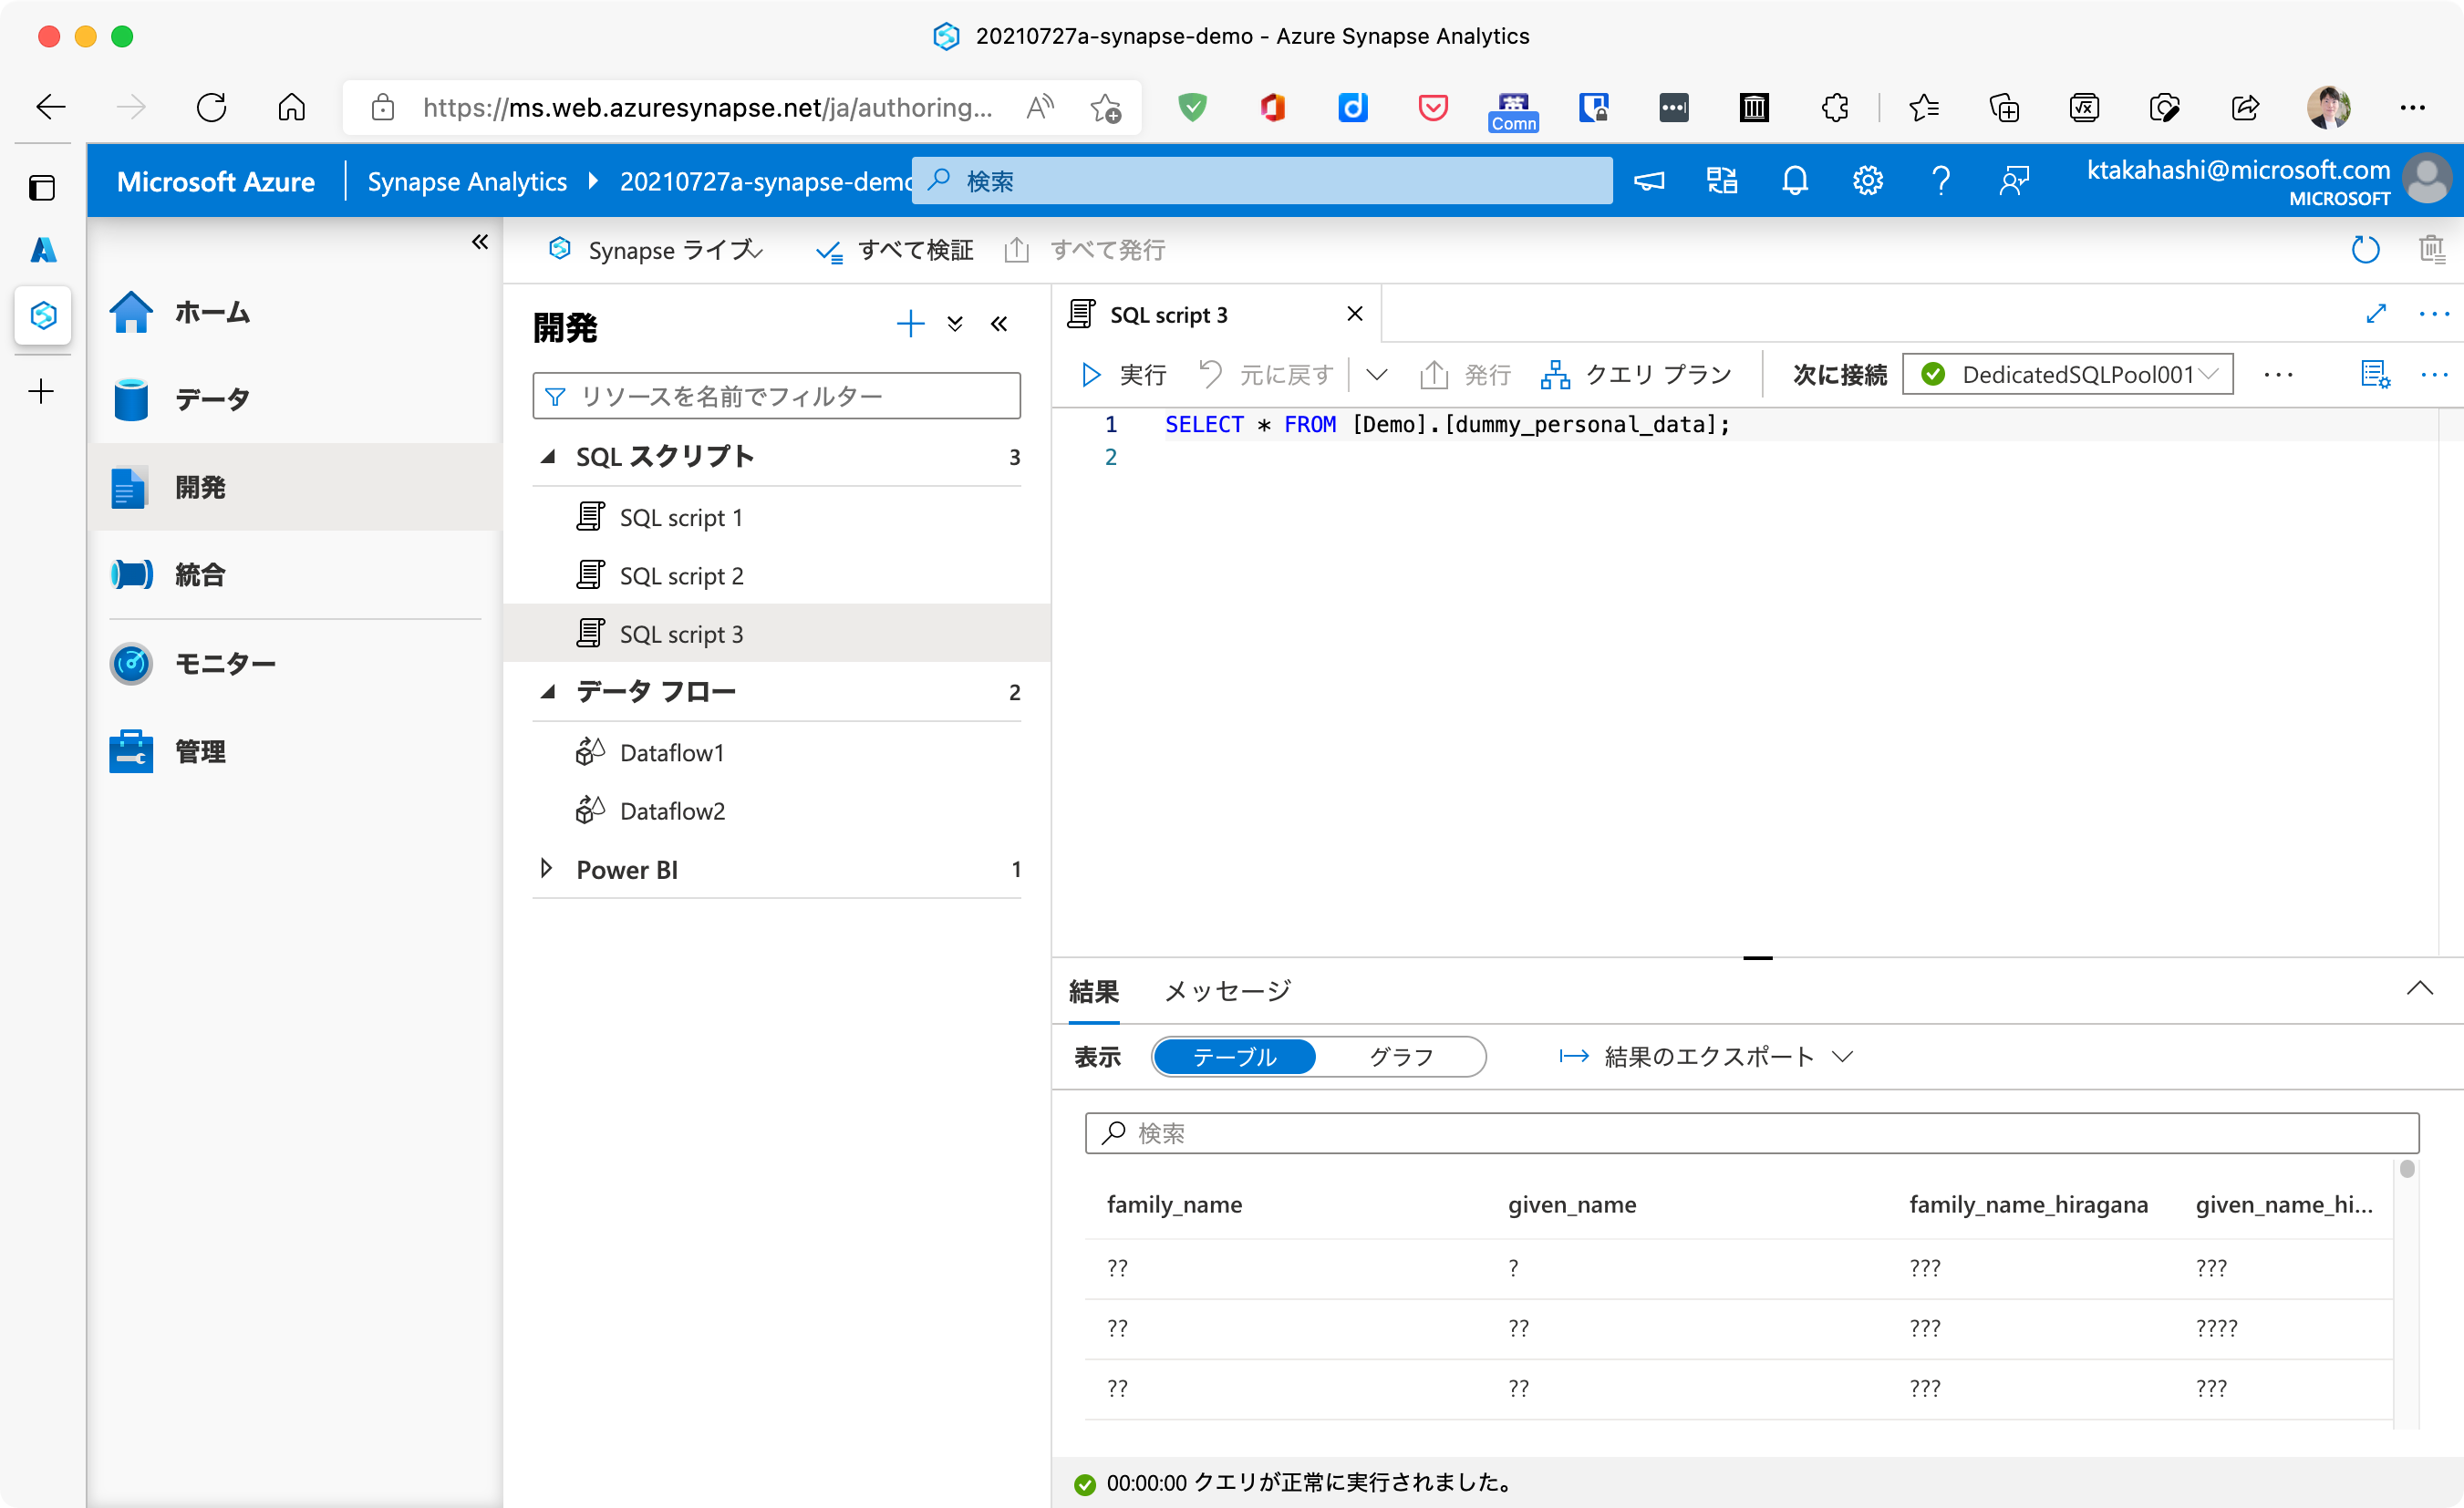 20210727a-synapse-demo - Azure Synapse Analytics
https://ms.web.azuresynapse.net/ja/authoring...
英
Comn
Microsoft Azure
Synapse Analytics
20210727a-synapse-demo
検索
ktakahashi@microsoft.com
MICROSOFT
Synapse ライブ
すべて検証
すべて発行
ホーム
データ
開発
統合
モニター
管理
開発
リソースを名前でフィルター
SQL スクリプト 3
SQL script 1
SQL script 2
SQL script 3
データ フロー 2
Dataflow1
Dataflow2
Power BI 1
SQL script 3
実行 元に戻す 発行 クエリ プラン 次に接続 DedicatedSQLPool001
1 SELECT * FROM [Demo].[dummy_personal_data];
2
結果 メッセージ
表示 テーブル グラフ 結果のエクスポート
検索
family_name given_name family_name_hiragana given_name_hi...
?? ? ??? ???
?? ?? ??? ????
?? ?? ??? ???
00:00:00 クエリが正常に実行されました。